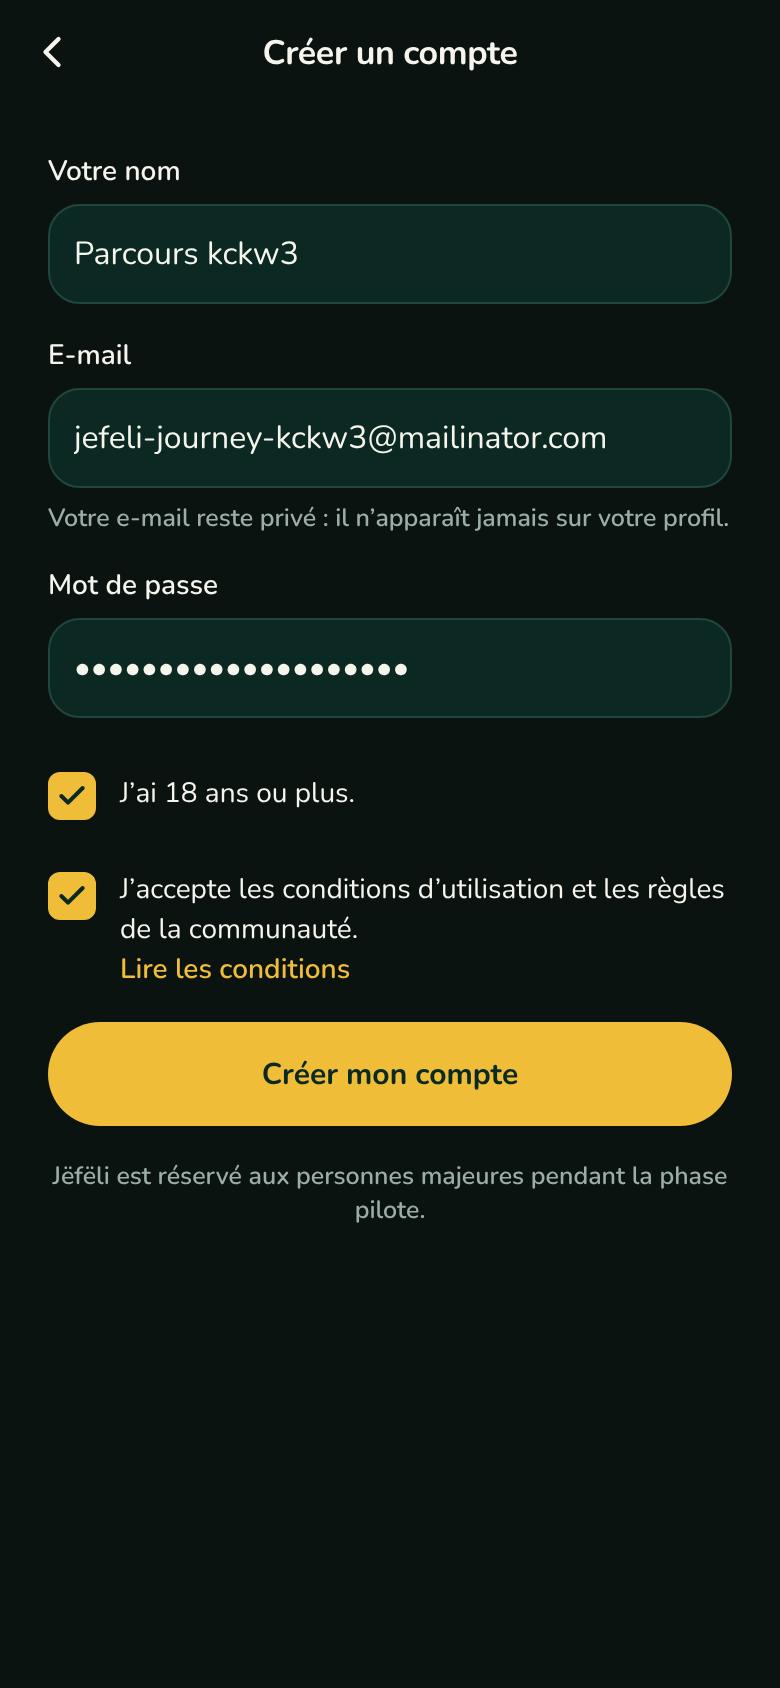 Créer un compte
Votre nom
Parcours kckw3
E-mail
jefeli-journey-kckw3@mailinator.com
Votre e-mail reste privé : il n’apparaît jamais sur votre profil.
Mot de passe
••••••••••••••••••••
J’ai 18 ans ou plus.
J’accepte les conditions d’utilisation et les règles
de la communauté.
Lire les conditions
Créer mon compte
Jëfëli est réservé aux personnes majeures pendant la phase
pilote.